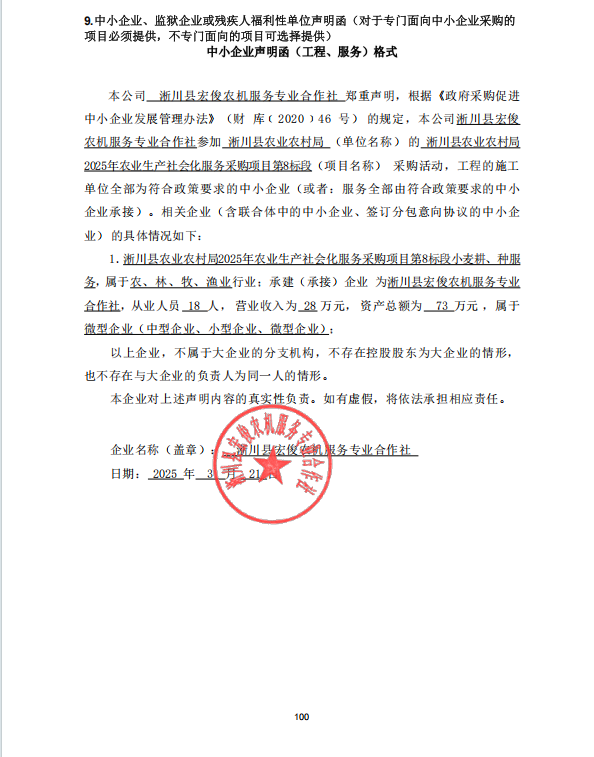 9.中小企业、监狱企业或残疾人福利性单位声明函（对于专门面向中小企业采购的
项目必须提供，不专门面向的项目可选择提供）
中小企业声明函（工程、服务）格式
本公司 淅川县宏俊农机服务专业合作社 郑重声明，根据《政府采购促进
中小企业发展管理办法》（财 库﹝2020﹞46 号）的规定，本公司淅川县宏俊
农机服务专业合作社参加 淅川县农业农村局 （单位名称）的 淅川县农业农村局
2025年农业生产社会化服务采购项目第8标段（项目名称） 采购活动，工程的施工
单位全部为符合政策要求的中小企业（或者：服务全部由符合政策要求的中小
企业承接）。相关企业（含联合体中的中小企业、签订分包意向协议的中小企
业）的具体情况如下：
1.淅川县农业农村局2025年农业生产社会化服务采购项目第8标段小麦耕、种服
务，属于农、林、牧、渔业行业；承建（承接）企业 为淅川县宏俊农机服务专业
合作社，从业人员 18 人， 营业收入为 28 万元， 资产总额为 73 万元 ，属于
微型企业（中型企业、小型企业、微型企业）；
以上企业，不属于大企业的分支机构，不存在控股股东为大企业的情形，
也不存在与大企业的负责人为同一人的情形。
本企业对上述声明内容的真实性负责。如有虚假，将依法承担相应责任。
企业名称（盖章）： 淅川县宏俊农机服务专业合作社
日期： 2025 年 3 月 21 日
淅川县宏俊农机服务专业合作社
100